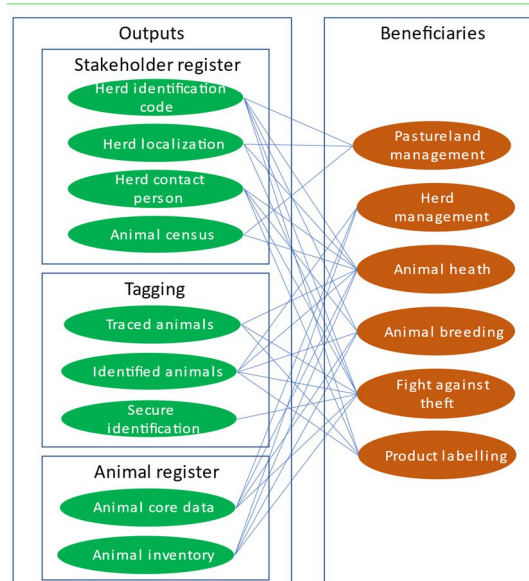 Outputs
Stakeholder register
Herd identification
code
Herd localization
Herd contact
person
Animal census
Tagging
Traced animals
Identified animals
Secure
identification
Animal register
Animal core data
Animal inventory
Beneficiaries
Pastureland
management
Herd
management
Animal heath
Animal breeding
Fight against
theft
Product labelling